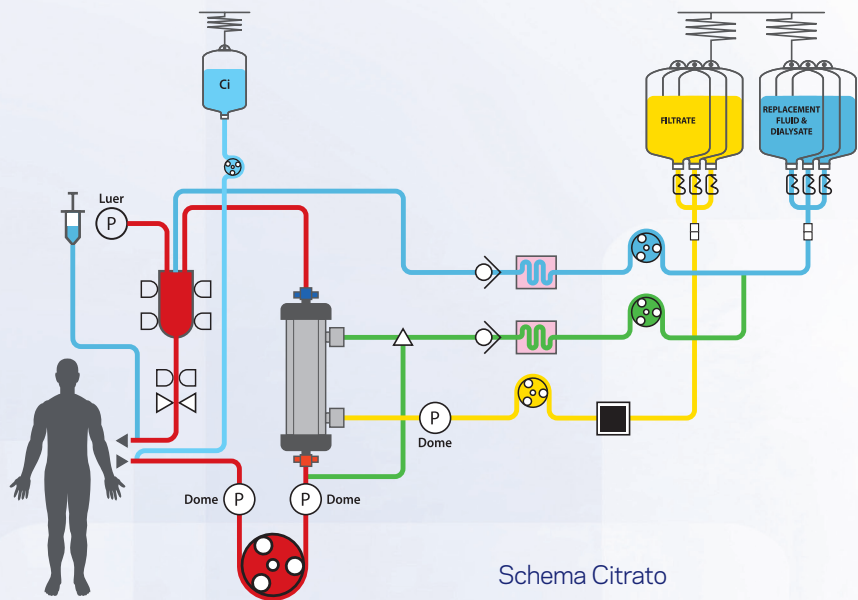 Ci
FILTRATE
REPLACEMENT
FLUID &
DIALYSATE
Luer
P
P
Dome
Dome
P
P
Dome
Schema Citrato